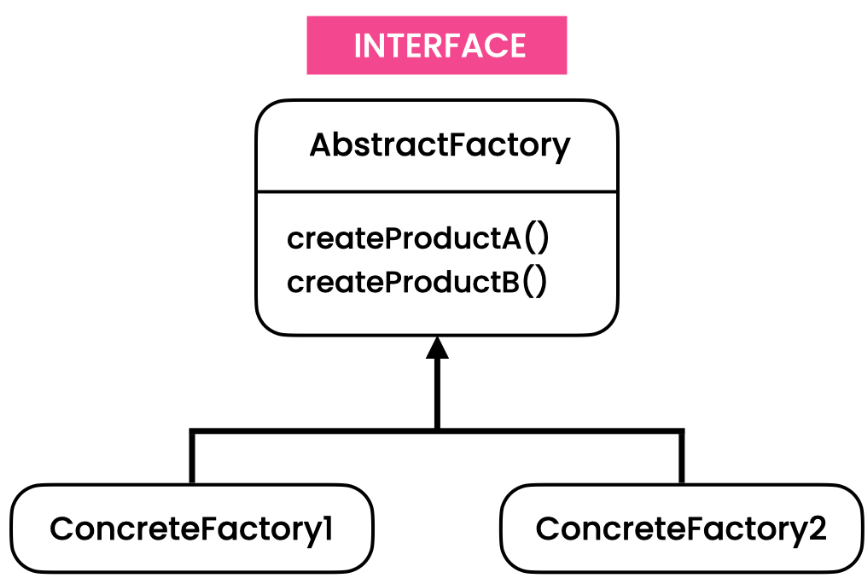 INTERFACE
AbstractFactory
createProductA()
createProductB()
ConcreteFactory1
ConcreteFactory2